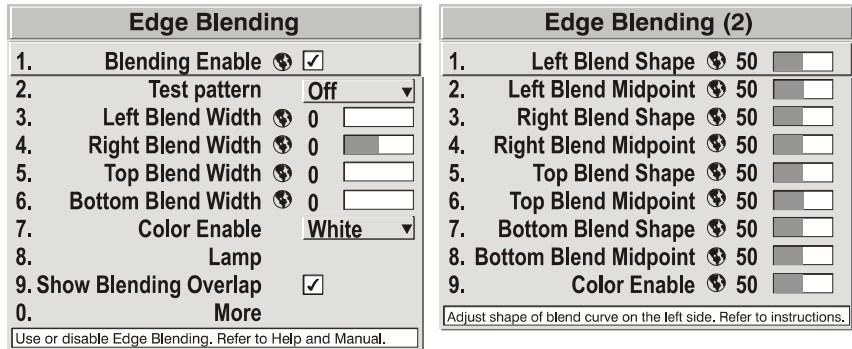 Edge Blending
1. Blending Enable
2. Test pattern Off
3. Left Blend Width 0
4. Right Blend Width 0
5. Top Blend Width 0
6. Bottom Blend Width 0
7. Color Enable White
8. Lamp
9. Show Blending Overlap
0. More
Use or disable Edge Blending. Refer to Help and Manual.
Edge Blending (2)
1. Left Blend Shape 50
2. Left Blend Midpoint 50
3. Right Blend Shape 50
4. Right Blend Midpoint 50
5. Top Blend Shape 50
6. Top Blend Midpoint 50
7. Bottom Blend Shape 50
8. Bottom Blend Midpoint 50
9. Color Enable 50
Adjust shape of blend curve on the left side. Refer to instructions.